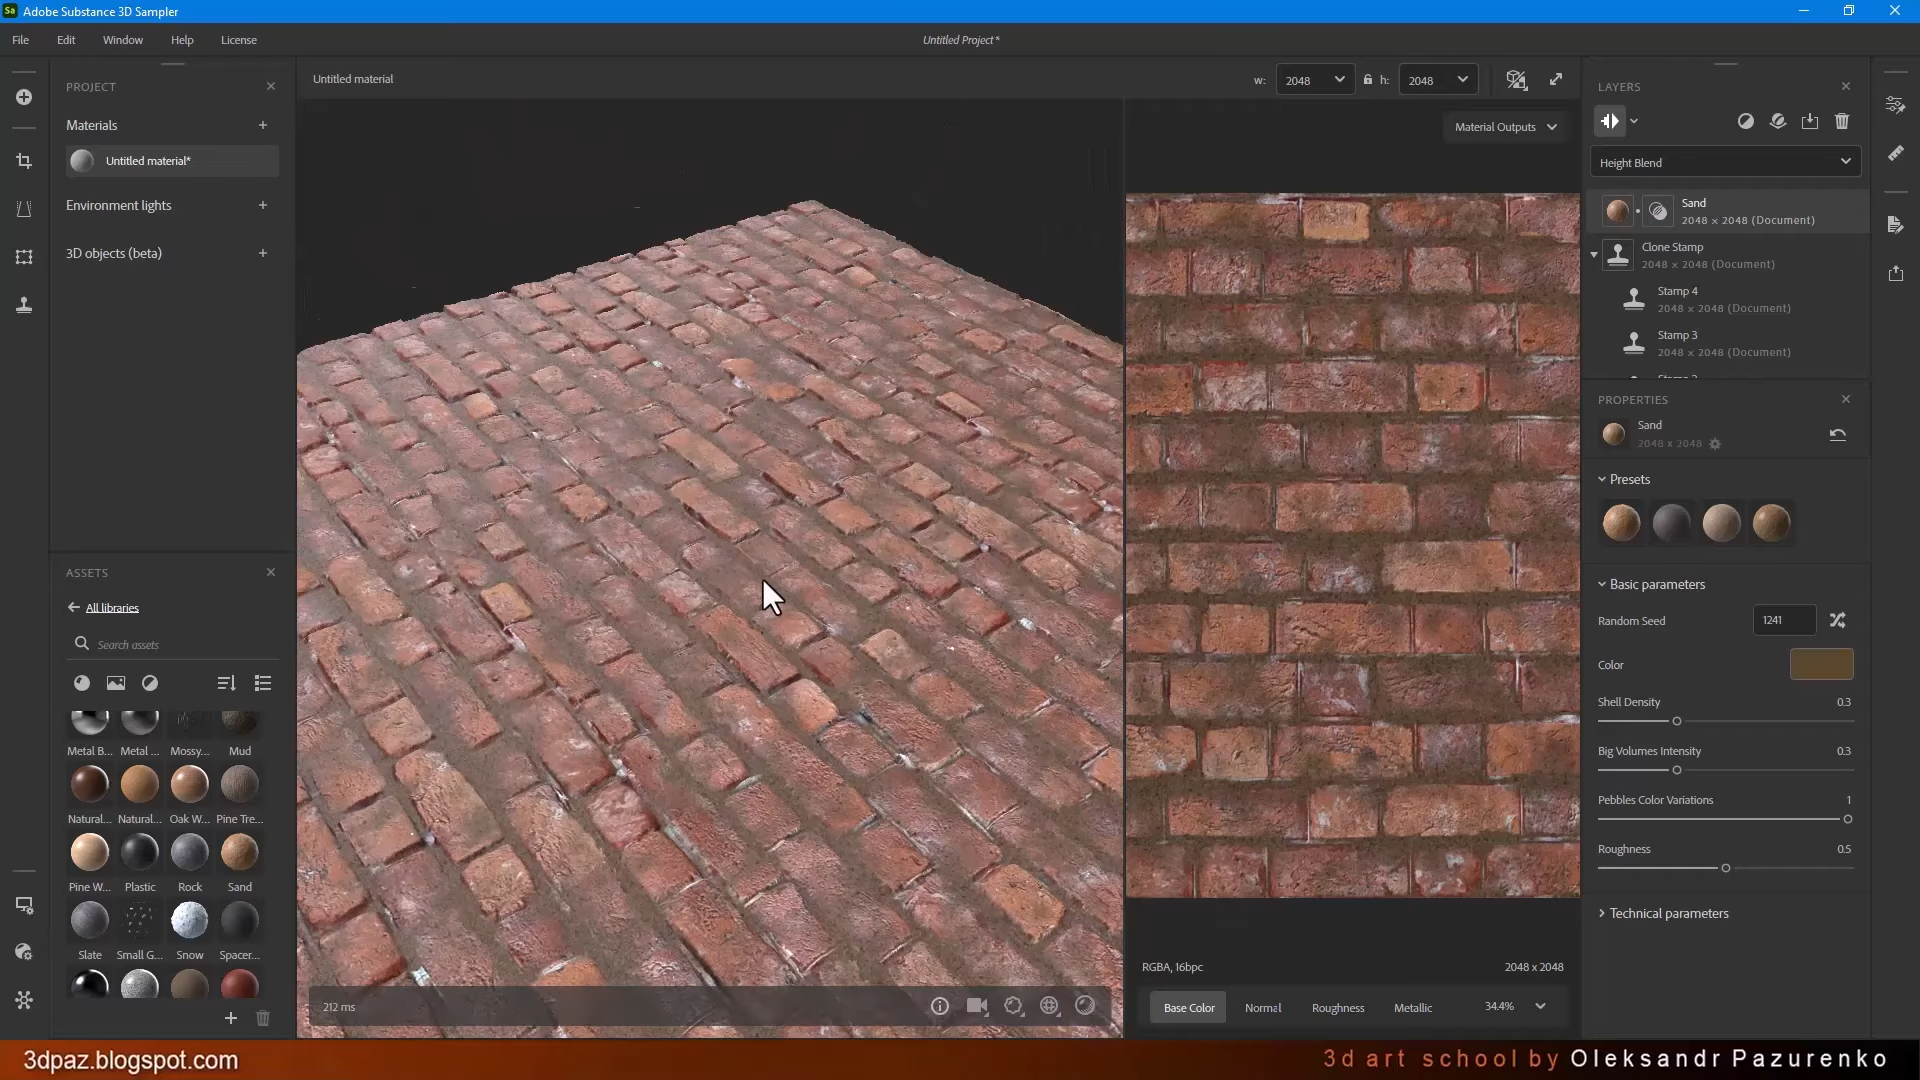 Sa Adobe Substance 3D Sampler
File Edit Window Help License
Untitled Project*
PROJECT
Materials
Untitled material*
Environment lights
3D objects (beta)
ASSETS
All libraries
Search assets
Metal B... Metal ... Mossy... Mud
Natural... Natural... Oak W... Pine Tre...
Pine W... Plastic Rock Sand
Slate Small G... Snow Spacer...
Untitled material
w: 2048 h: 2048
Material Outputs
212 ms
RGBA, 16bpc 2048 x 2048
Base Color Normal Roughness Metallic 34.4%
LAYERS
Height Blend
Sand
2048 x 2048 (Document)
Clone Stamp
2048 x 2048 (Document)
Stamp 4
2048 x 2048 (Document)
Stamp 3
2048 x 2048 (Document)
PROPERTIES
Sand
2048 x 2048
Presets
Basic parameters
Random Seed 1241
Color
Shell Density 0.3
Big Volumes Intensity 0.3
Pebbles Color Variations 1
Roughness 0.5
Technical parameters
3dpaz.blogspot.com
3d art school by Oleksandr Pazurenko